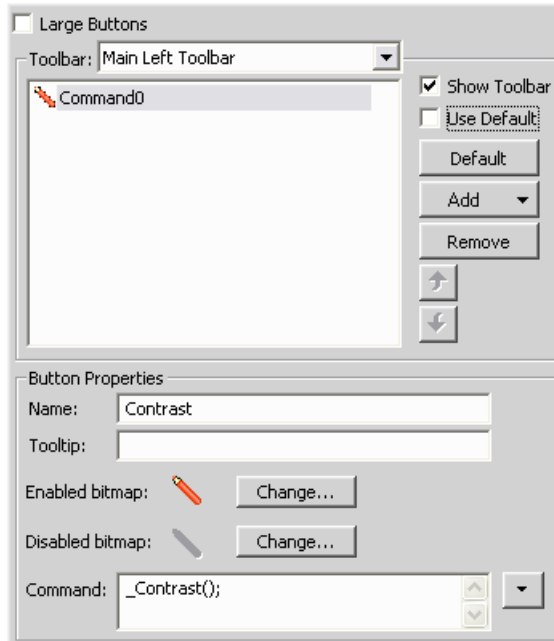 Large Buttons
Toolbar: Main Left Toolbar
Command0
Show Toolbar
Use Default
Default
Add
Remove
Button Properties
Name: Contrast
Tooltip:
Enabled bitmap: Change...
Disabled bitmap: Change...
Command: _Contrast();